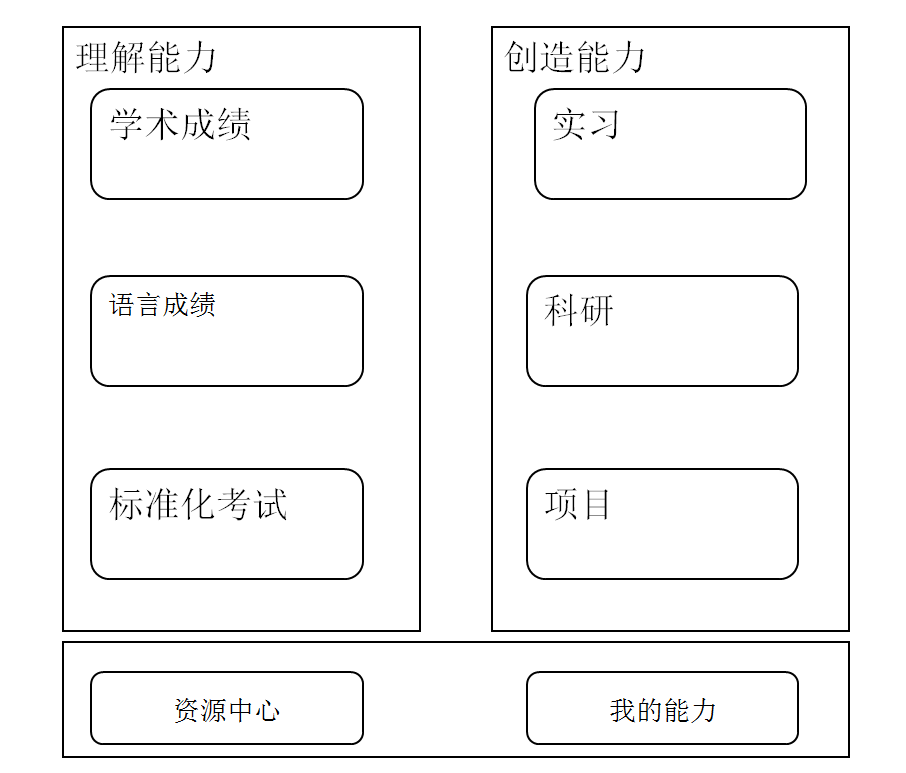 理解能力
学术成绩
语言成绩
标准化考试
创造能力
实习
科研
项目
资源中心
我的能力